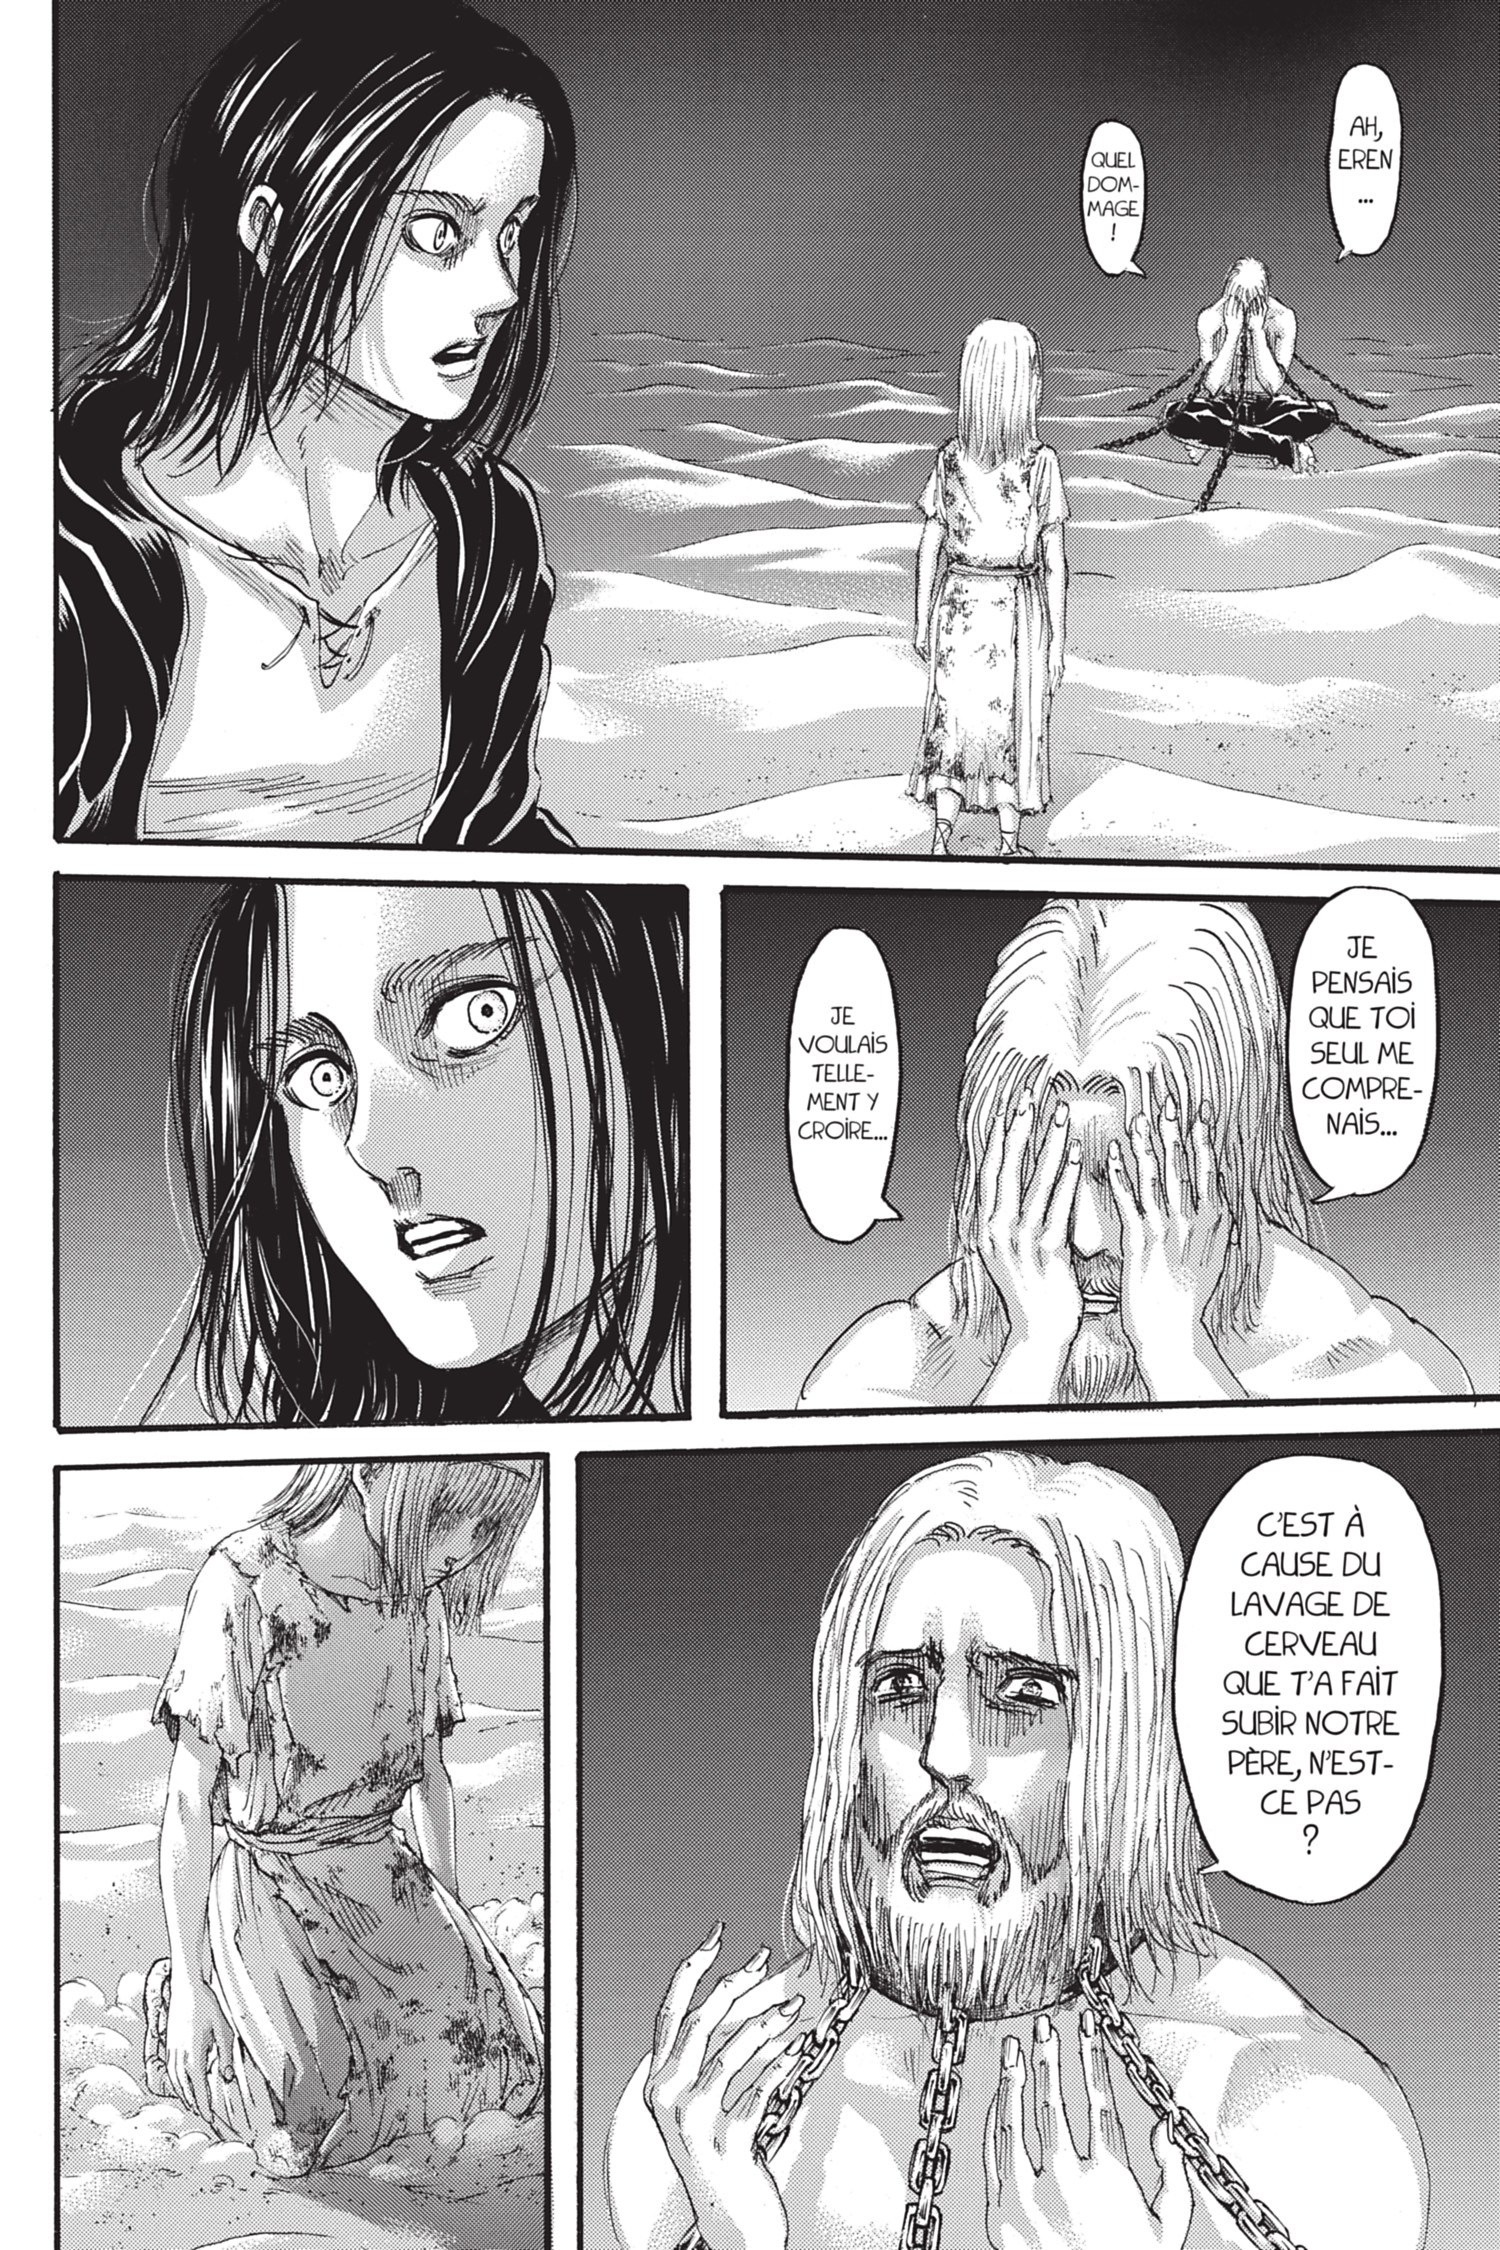 AH,
EREN
...
QUEL
DOM-
MAGE
!
JE
PENSAIS
QUE TOI
SEUL ME
COMPRE-
NAIS...
JE
VOULAIS
TELLE-
MENT Y
CROIRE...
C'EST À
CAUSE DU
LAVAGE DE
CERVEAU
QUE T'A FAIT
SUBIR NOTRE
PÈRE, N'EST-
CE PAS
?